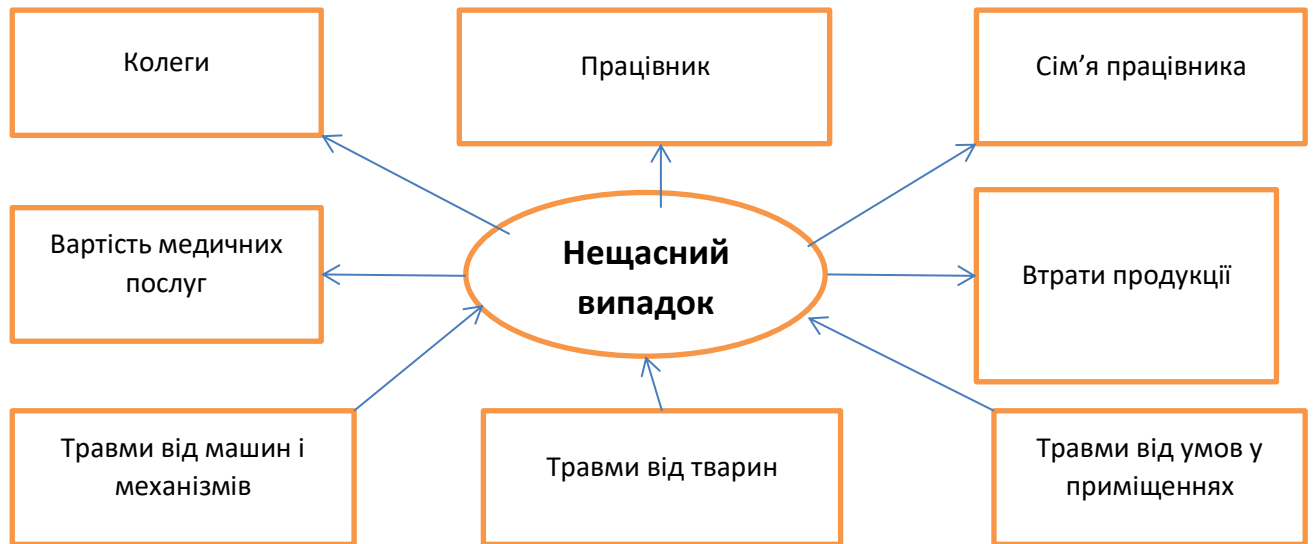 Колеги
Працівник
Сім’я працівника
Вартість медичних
послуг
Нещасний
випадок
Втрати продукції
Травми від машин і
механізмів
Травми від тварин
Травми від умов у
приміщеннях